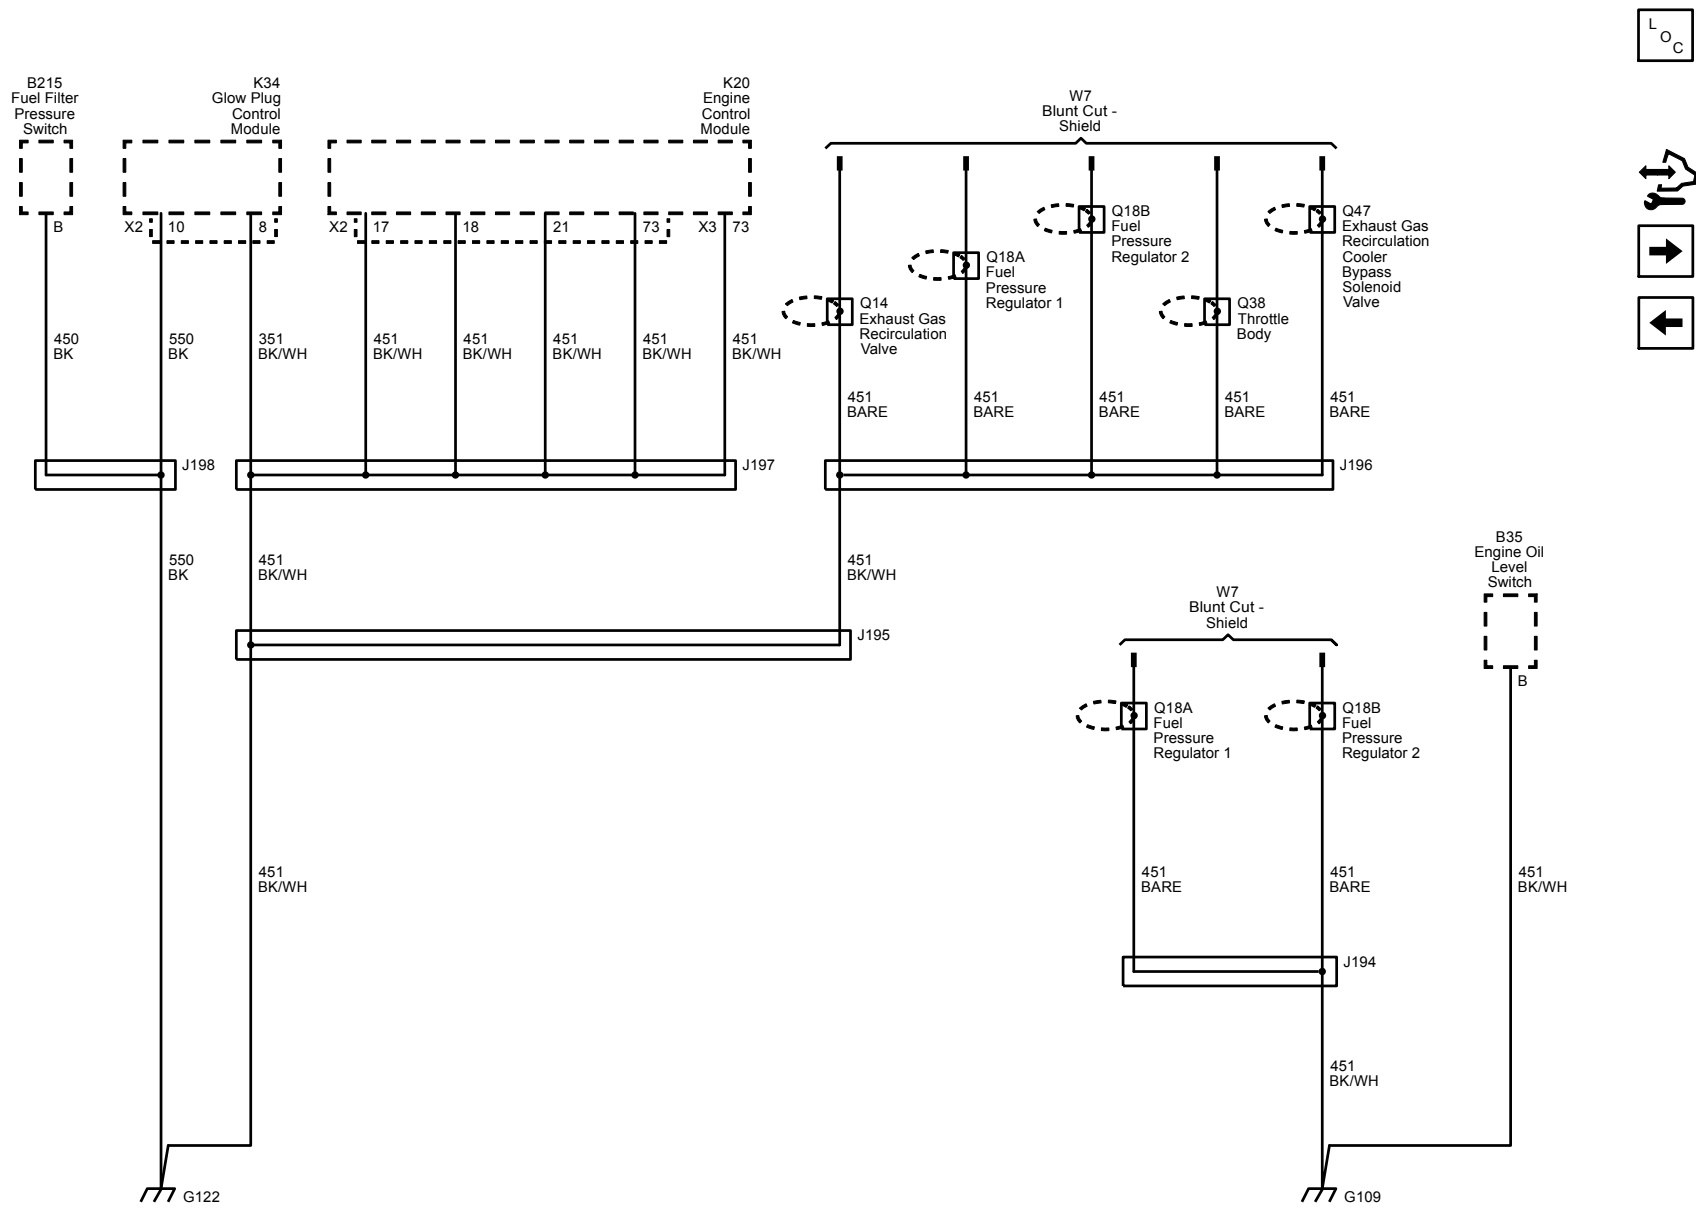 L
O
C
B215
Fuel Filter
Pressure
Switch
K34
Glow Plug
Control
Module
K20
Engine
Control
Module
W7
Blunt Cut -
Shield
B
X2
10
8
X2
17
18
21
73
X3
73
Q14
Exhaust Gas
Recirculation
Valve
Q18A
Fuel
Pressure
Regulator 1
Q18B
Fuel
Pressure
Regulator 2
Q38
Throttle
Body
Q47
Exhaust Gas
Recirculation
Cooler
Bypass
Solenoid
Valve
450
BK
550
BK
351
BK/WH
451
BK/WH
451
BK/WH
451
BK/WH
451
BK/WH
451
BK/WH
451
BARE
451
BARE
451
BARE
451
BARE
451
BARE
J198
J197
J196
550
BK
451
BK/WH
451
BK/WH
J195
W7
Blunt Cut -
Shield
B35
Engine Oil
Level
Switch
B
Q18A
Fuel
Pressure
Regulator 1
Q18B
Fuel
Pressure
Regulator 2
451
BK/WH
451
BARE
451
BARE
451
BK/WH
J194
451
BK/WH
G122
G109